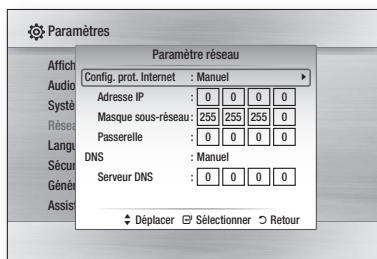 Paramètres
Paramètre réseau
Affich
Audio
Systè
Résea
Langu
Sécur
Génér
Assis
Config. prot. Internet : Manuel
Adresse IP : 0 0 0 0
Masque sous-réseau : 255 255 255 0
Passerelle : 0 0 0 0
DNS : Manuel
Serveur DNS : 0 0 0 0
Déplacer Sélectionner Retour